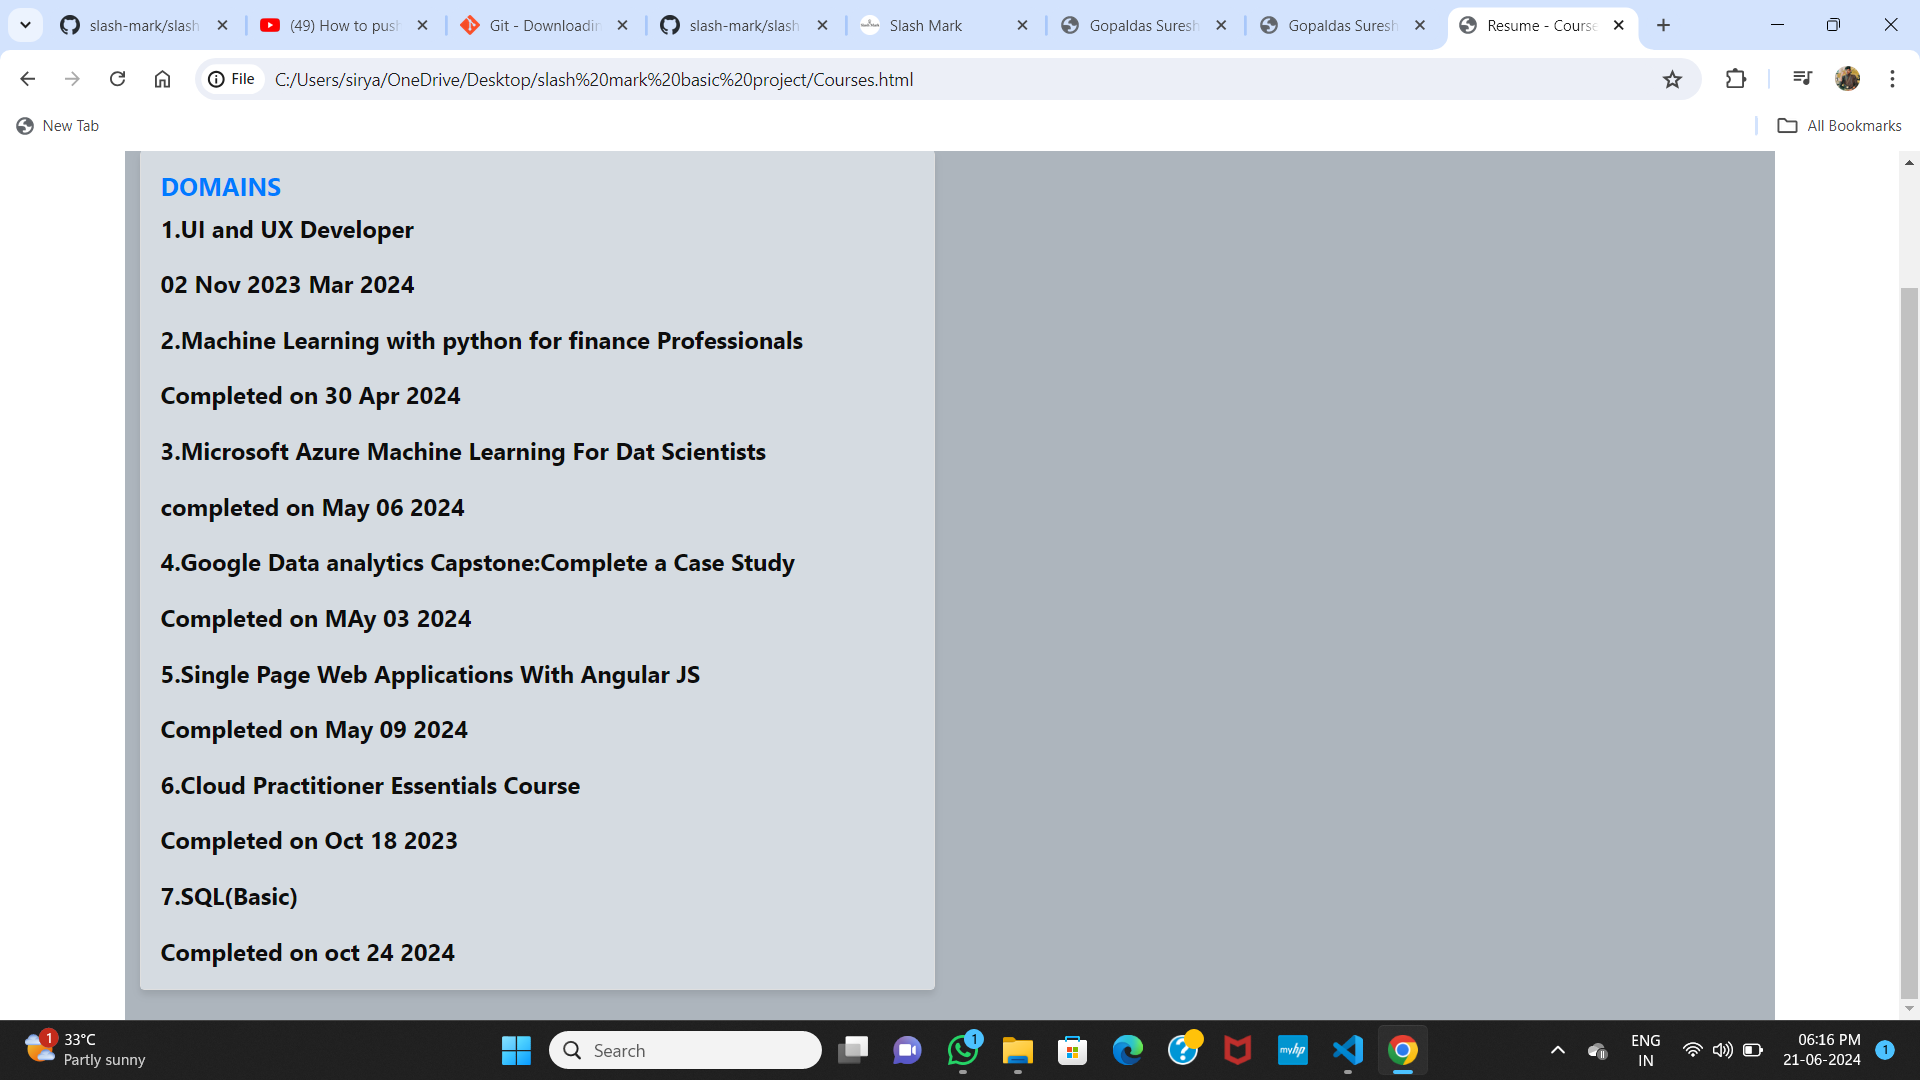 slash-mark/slash
(49) How to push
Git - Downloadin
slash-mark/slash
Slash Mark
Gopaldas Suresh
Gopaldas Suresh
Resume - Course
File
C:/Users/sirya/OneDrive/Desktop/slash%20mark%20basic%20project/Courses.html
New Tab
All Bookmarks
DOMAINS
1.UI and UX Developer
02 Nov 2023 Mar 2024
2.Machine Learning with python for finance Professionals
Completed on 30 Apr 2024
3.Microsoft Azure Machine Learning For Dat Scientists
completed on May 06 2024
4.Google Data analytics Capstone:Complete a Case Study
Completed on MAy 03 2024
5.Single Page Web Applications With Angular JS
Completed on May 09 2024
6.Cloud Practitioner Essentials Course
Completed on Oct 18 2023
7.SQL(Basic)
Completed on oct 24 2024
1
33°C
Partly sunny
Search
1
myhp
ENG
IN
06:16 PM
21-06-2024
1